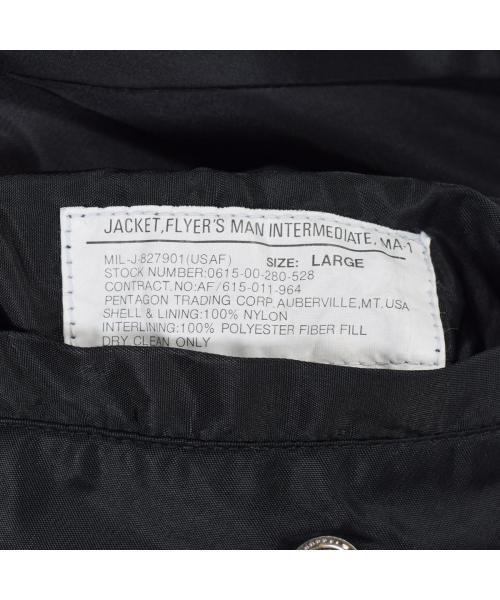 JACKET,FLYER'S MAN INTERMEDIATE, MA-1
MIL-J-827901(USAF) SIZE: LARGE
STOCK NUMBER:0615-00-280-528
CONTRACT.NO:AF/615-011-964
PENTAGON TRADING CORP,AUBERVILLE,MT.USA
SHELL & LINING:100% NYLON
INTERLINING:100% POLYESTER FIBER FILL
DRY CLEAN ONLY